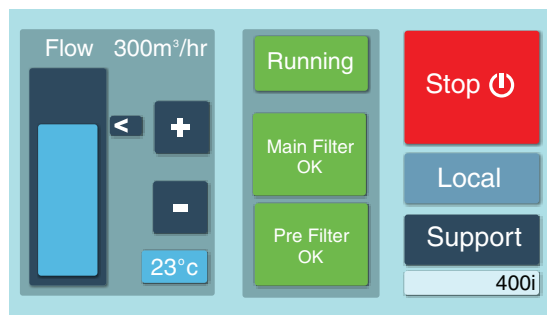 Flow 300m³/hr
<
+
-
23°c
Running
Main Filter
OK
Pre Filter
OK
Stop
Local
Support
400i